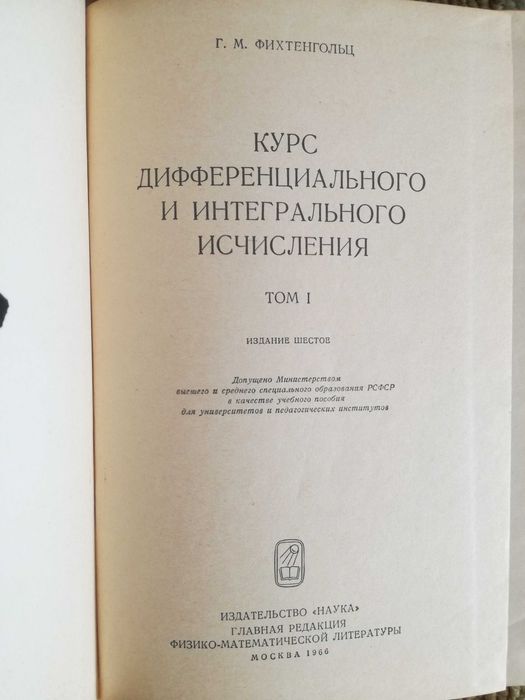 Г. М. ФИХТЕНГОЛЬЦ
КУРС
ДИФФЕРЕНЦИАЛЬНОГО
И ИНТЕГРАЛЬНОГО
ИСЧИСЛЕНИЯ
ТОМ I
ИЗДАНИЕ ШЕСТОЕ
Допущено Министерством
высшего и среднего специального образования РСФСР
в качестве учебного пособия
для университетов и педагогических институтов
ИЗДАТЕЛЬСТВО «НАУКА»
ГЛАВНАЯ РЕДАКЦИЯ
ФИЗИКО-МАТЕМАТИЧЕСКОЙ ЛИТЕРАТУРЫ
МОСКВА 1966